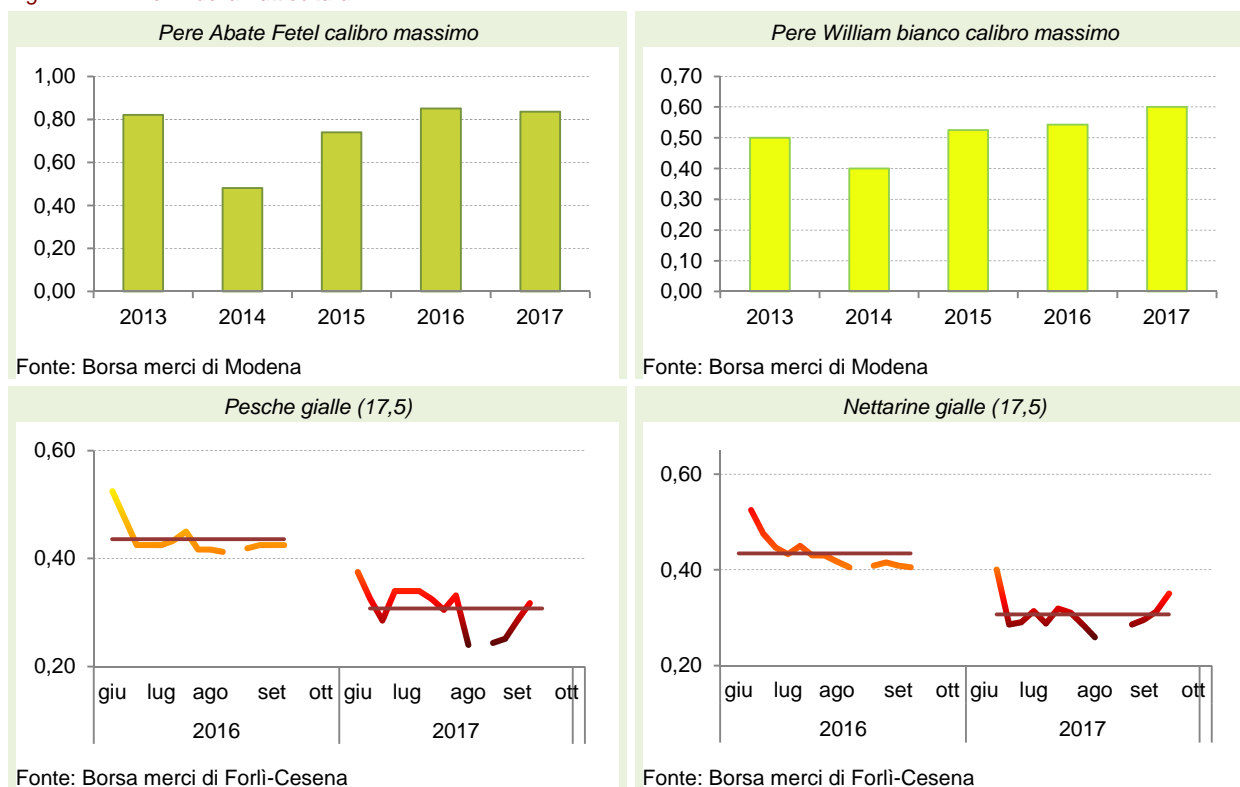 Pere Abate Fetel calibro massimo
1,00
0,80
0,60
0,40
0,20
0,00
2013 2014 2015 2016 2017
Fonte: Borsa merci di Modena
Pere William bianco calibro massimo
0,70
0,60
0,50
0,40
0,30
0,20
0,10
0,00
2013 2014 2015 2016 2017
Fonte: Borsa merci di Modena
Pesche gialle (17,5)
0,60
0,40
0,20
giu lug ago set ott giu lug ago set ott
2016 2017
Fonte: Borsa merci di Forlì-Cesena
Nettarine gialle (17,5)
0,60
0,40
0,20
giu lug ago set ott giu lug ago set ott
2016 2017
Fonte: Borsa merci di Forlì-Cesena